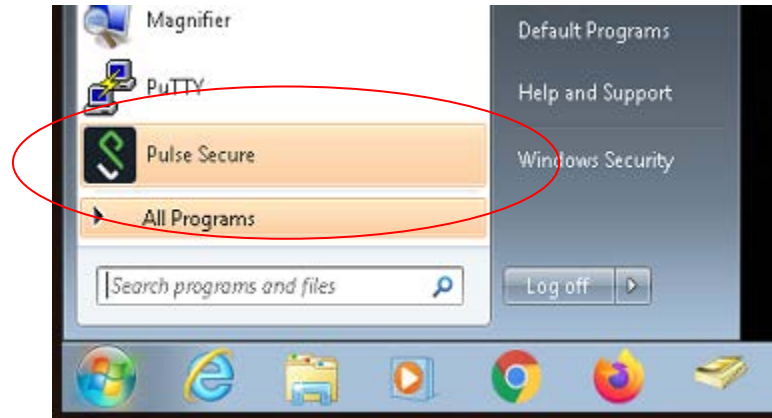 Magnifier
PuTTY
Pulse Secure
All Programs
Search programs and files
Default Programs
Help and Support
Windows Security
Log off